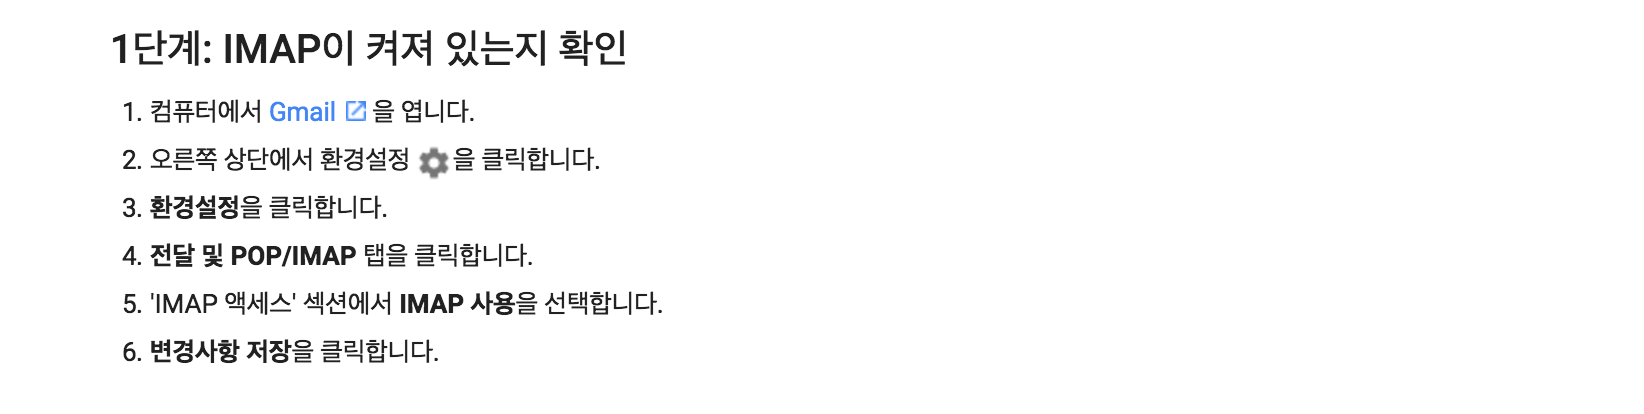 1단계: IMAP이 켜져 있는지 확인
1. 컴퓨터에서 Gmail 을 엽니다.
2. 오른쪽 상단에서 환경설정 을 클릭합니다.
3. 환경설정을 클릭합니다.
4. 전달 및 POP/IMAP 탭을 클릭합니다.
5. 'IMAP 액세스' 섹션에서 IMAP 사용을 선택합니다.
6. 변경사항 저장을 클릭합니다.